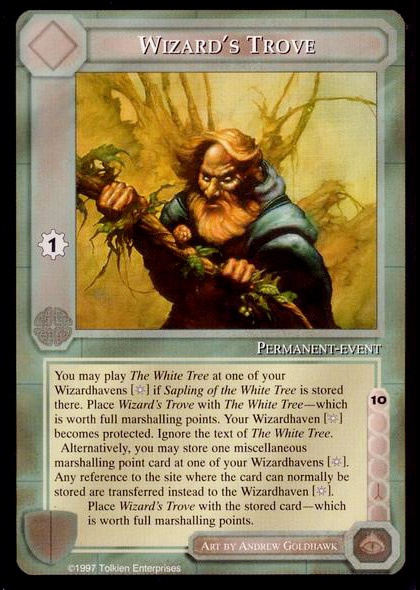 WIZARD'S TROVE
1
PERMANENT-EVENT
You may play The White Tree at one of your
Wizardhavens [☼] if Sapling of the White Tree is stored
there. Place Wizard's Trove with The White Tree—which
is worth full marshalling points. Your Wizardhaven [☼]
becomes protected. Ignore the text of The White Tree.
Alternatively, you may store one miscellaneous
marshalling point card at one of your Wizardhavens [☼].
Any reference to the site where the card can normally be
stored are transferred instead to the Wizardhaven [☼].
Place Wizard's Trove with the stored card—which
is worth full marshalling points.
10
ART BY ANDREW GOLDHAWK
©1997 Tolkien Enterprises